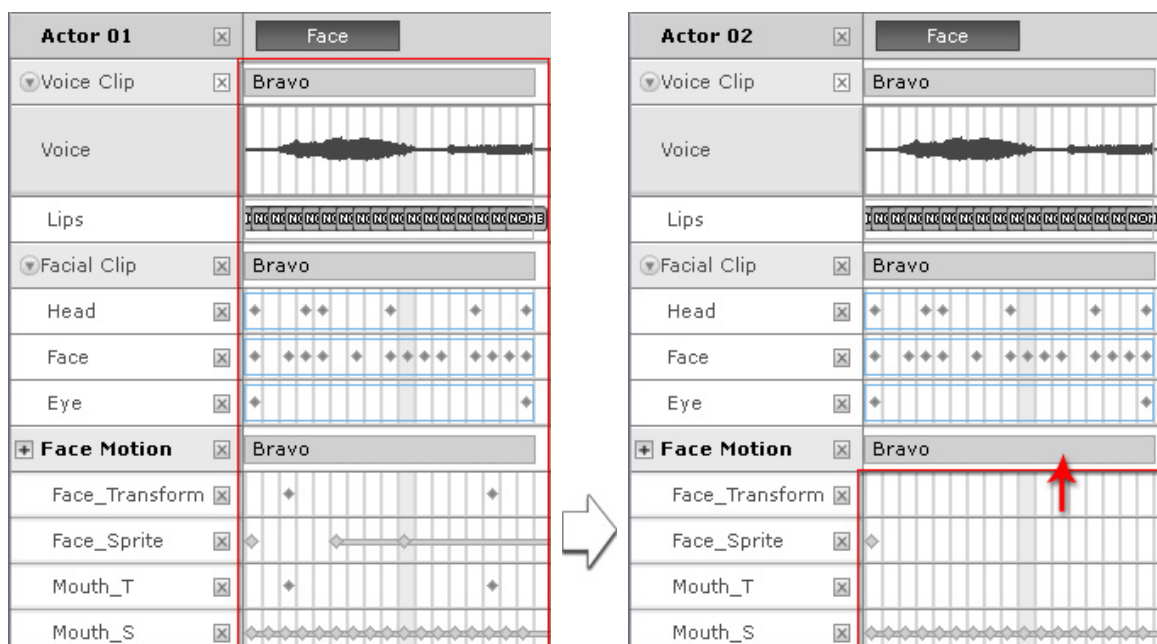 Actor 01
Face
Voice Clip
Bravo
Voice
Lips
NONE
Facial Clip
Bravo
Head
Face
Eye
Face Motion
Bravo
Face_Transform
Face_Sprite
Mouth_T
Mouth_S
Actor 02
Face
Voice Clip
Bravo
Voice
Lips
Facial Clip
Bravo
Head
Face
Eye
Face Motion
Bravo
Face_Transform
Face_Sprite
Mouth_T
Mouth_S